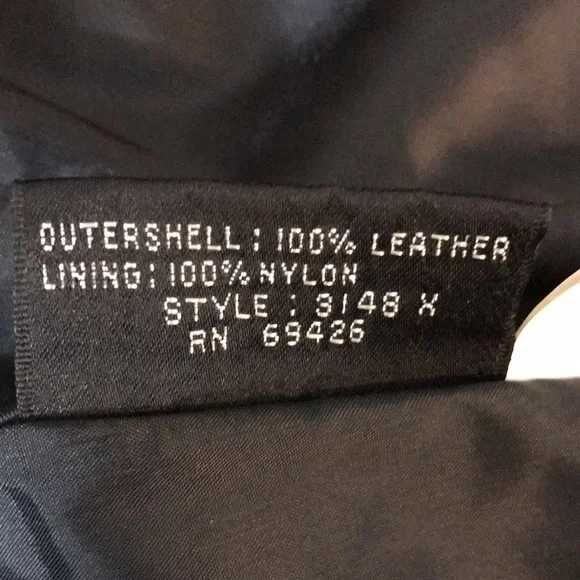 OUTERSHELL: 100% LEATHER
LINING: 100% NYLON
STYLE: 3148 X
RN 69426